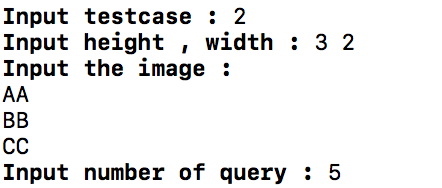 Input testcase : 2
Input height , width : 3 2
Input the image :
AA
BB
CC
Input number of query : 5